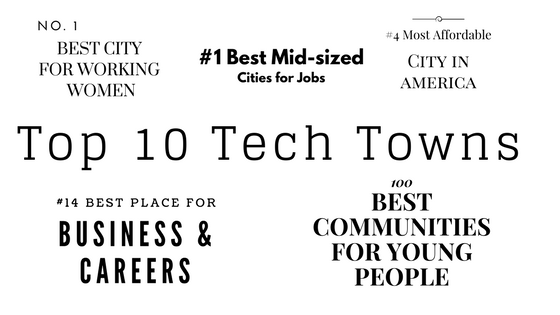 NO. 1
BEST CITY
FOR WORKING
WOMEN
#1 Best Mid-sized
Cities for Jobs
#4 Most Affordable
CITY IN
AMERICA
Top 10 Tech Towns
#14 BEST PLACE FOR
BUSINESS &
CAREERS
100
BEST
COMMUNITIES
FOR YOUNG
PEOPLE